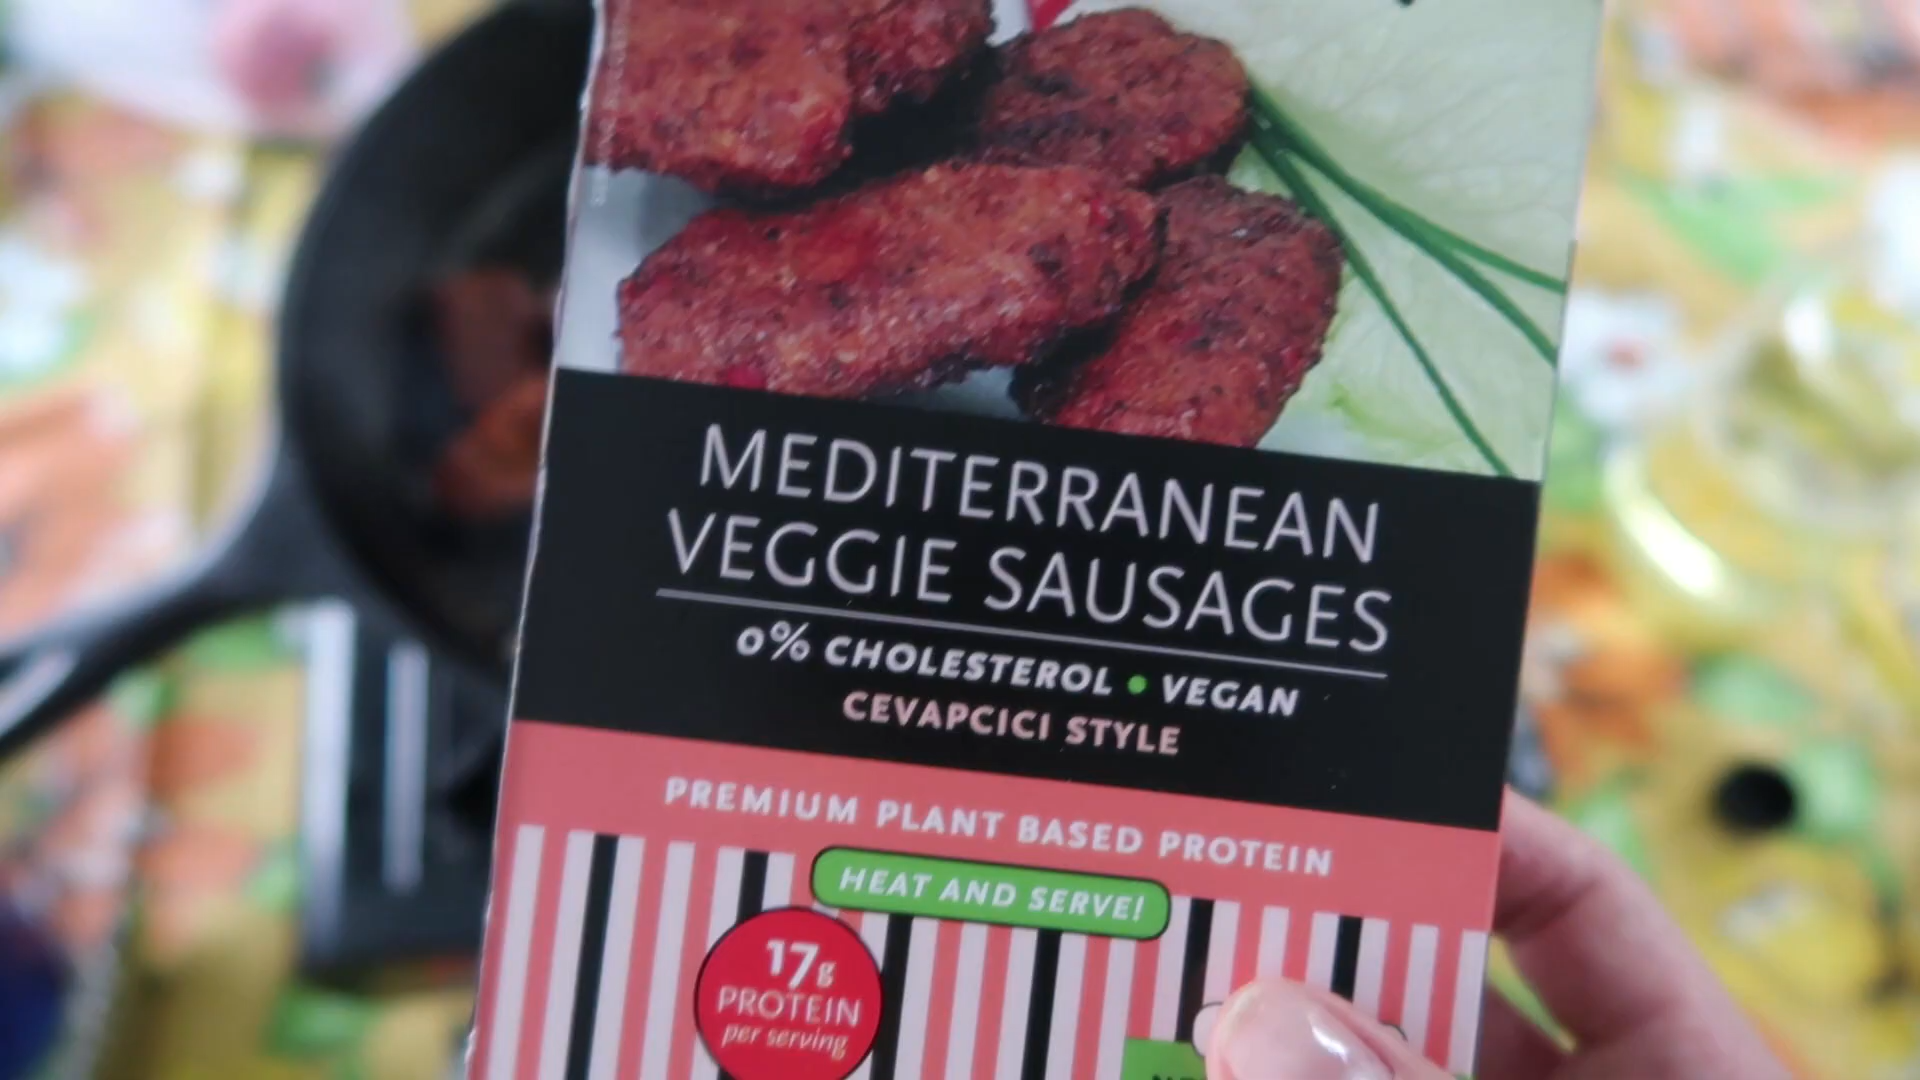 MEDITERRANEAN
VEGGIE SAUSAGES
0% CHOLESTEROL • VEGAN
CEVAPCICI STYLE
PREMIUM PLANT BASED PROTEIN
HEAT AND SERVE!
17g
PROTEIN
per serving